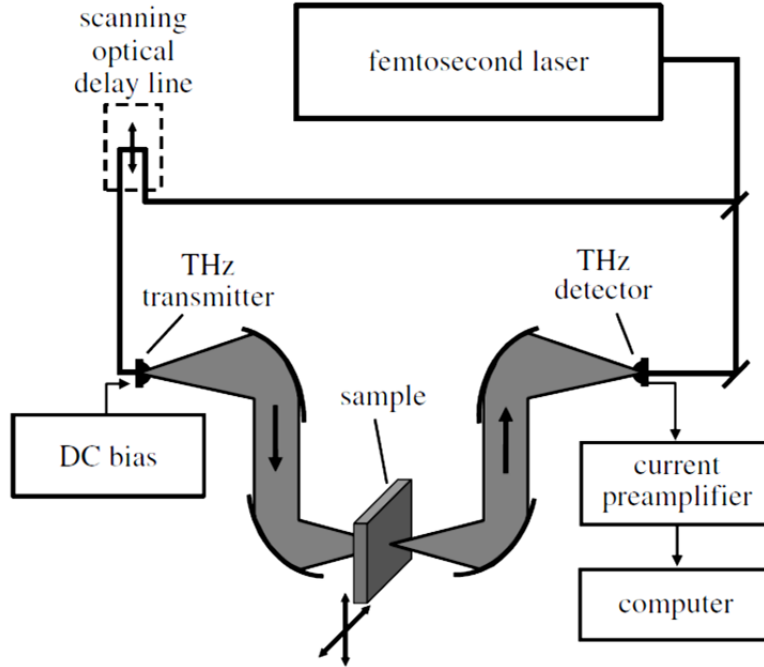 scanning
optical
delay line
femtosecond laser
THz
transmitter
THz
detector
sample
DC bias
current
preamplifier
computer